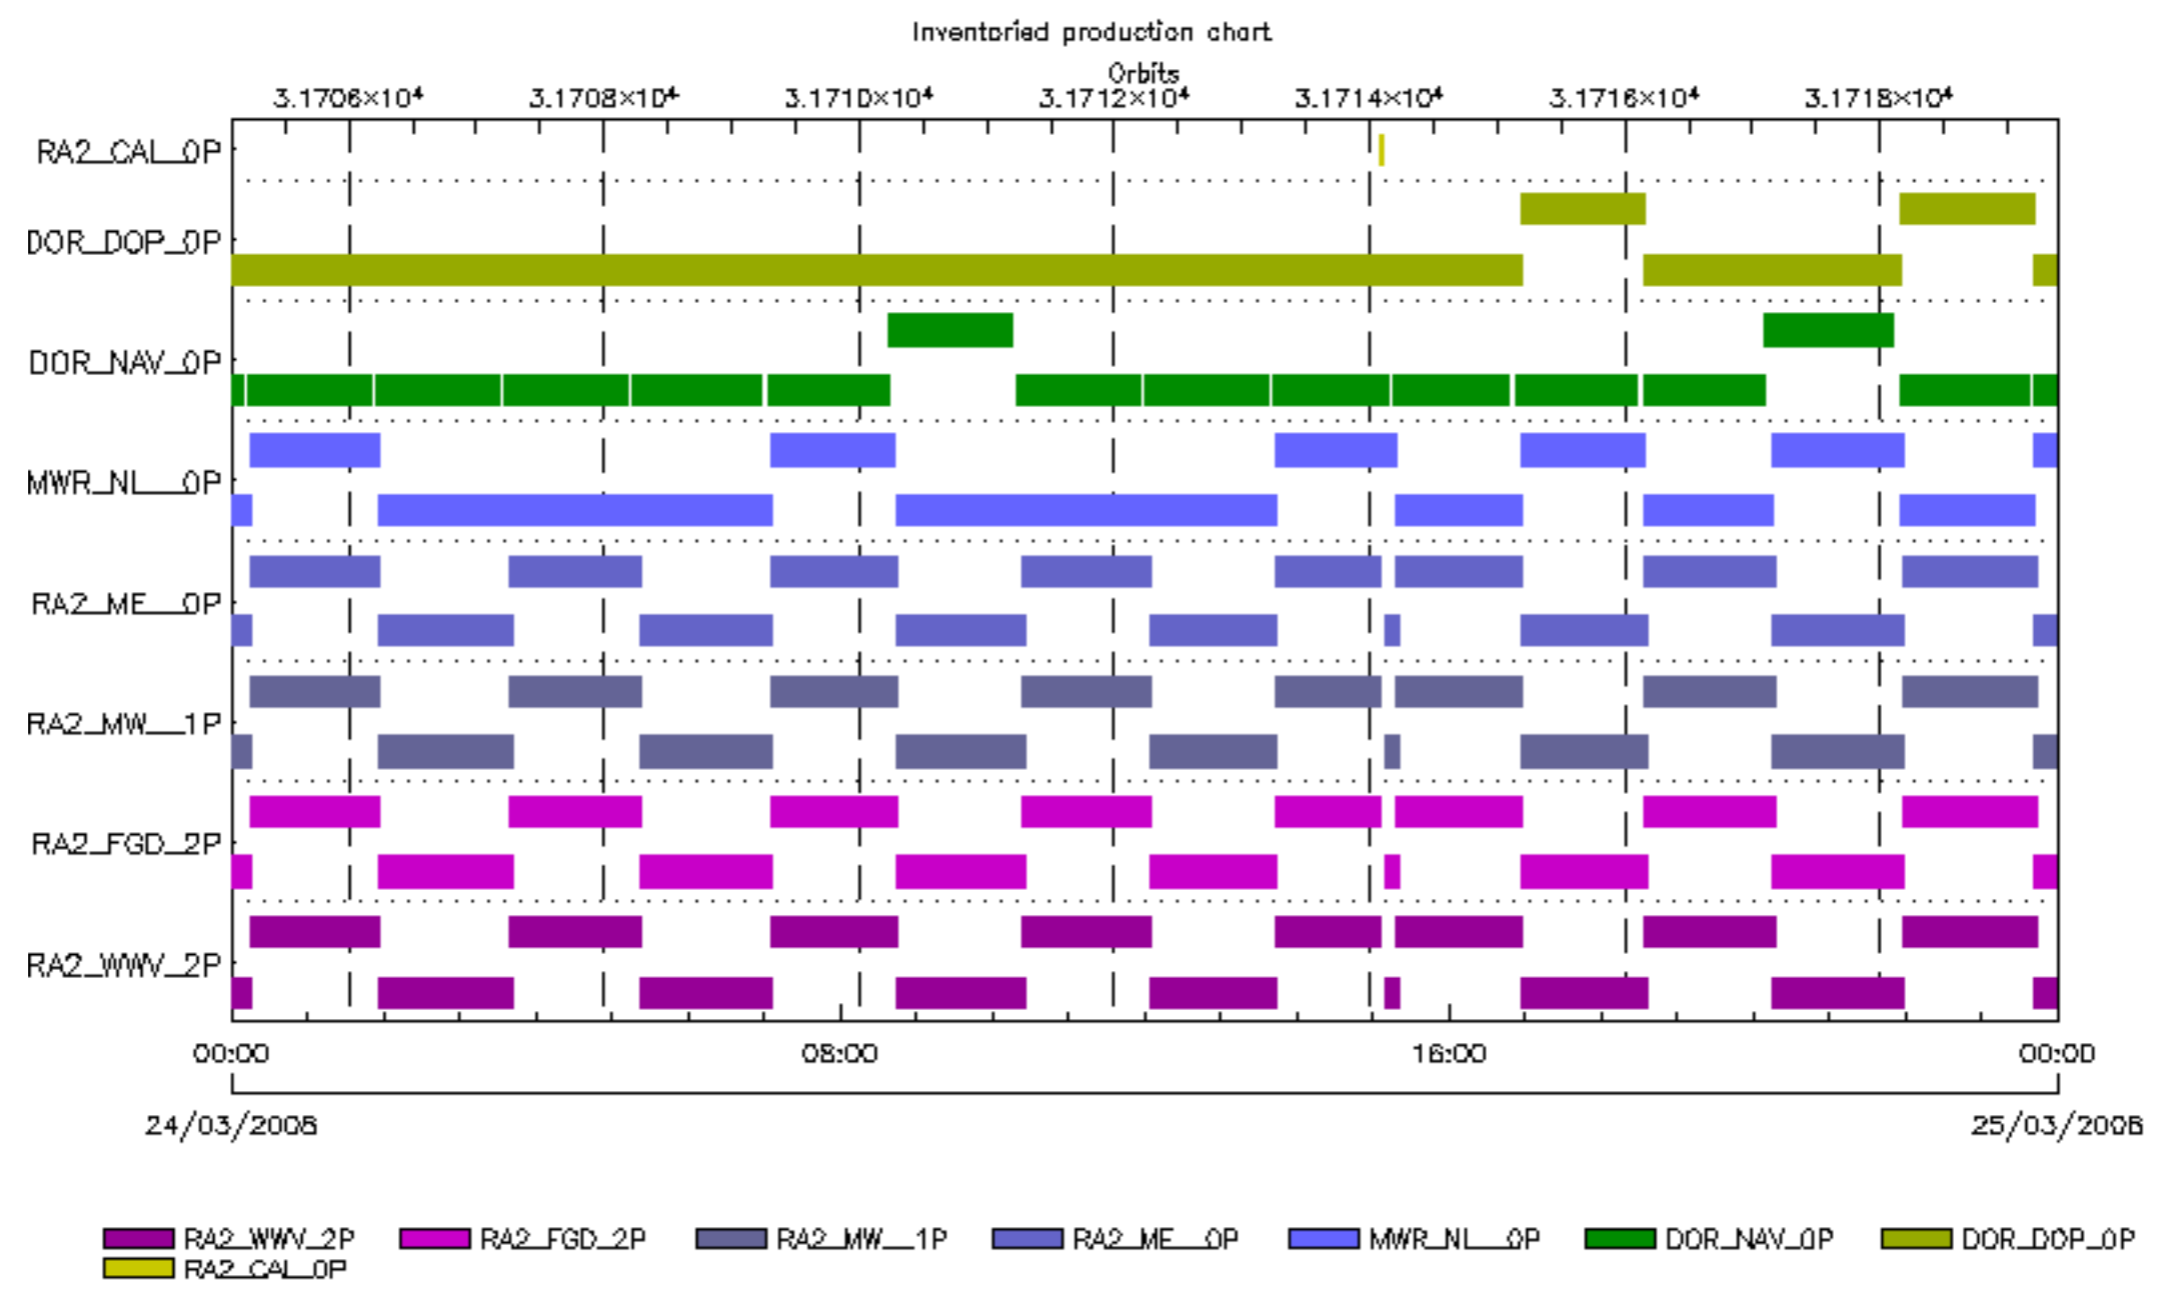 Inventoried production chart
Orbits
3.1706×10⁴ 3.1708×10⁴ 3.1710×10⁴ 3.1712×10⁴ 3.1714×10⁴ 3.1716×10⁴ 3.1718×10⁴
RA2_CAL_0P
DOR_DOP_0P
DOR_NAV_0P
MWR_NL__0P
RA2_ME__0P
RA2_MW__1P
RA2_FGD_2P
RA2_WWV_2P
00:00 08:00 16:00 00:00
24/03/2008 25/03/2008
RA2_WWV_2P RA2_FGD_2P RA2_MW__1P RA2_ME__0P MWR_NL__0P DOR_NAV_0P DOR_DOP_0P
RA2_CAL_0P